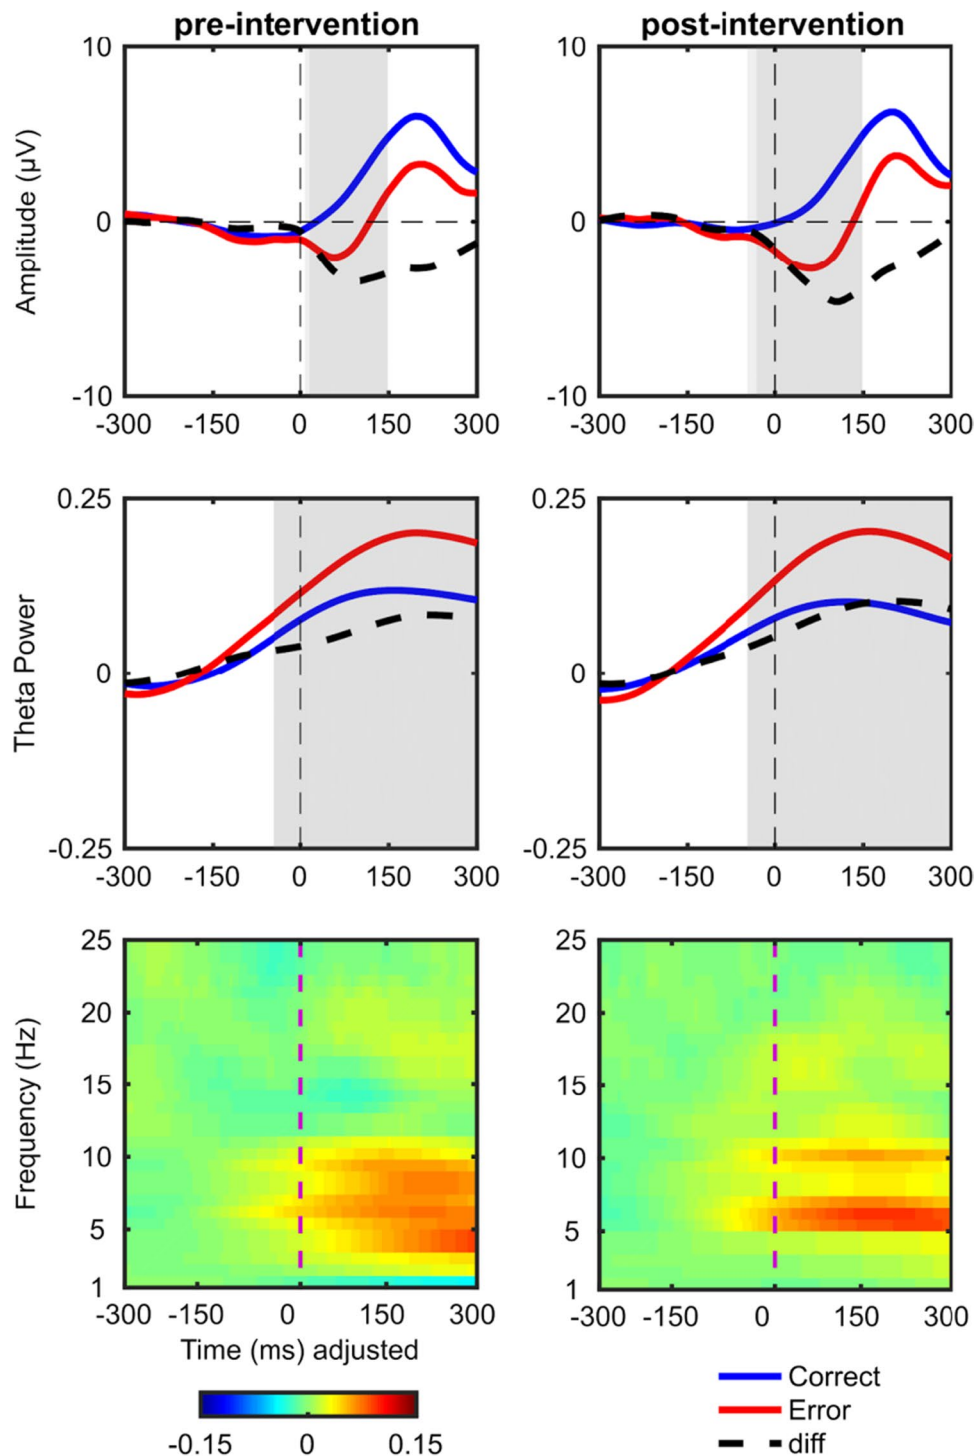 pre-intervention post-intervention
Amplitude (µV)
10 10
0 0
-10 -10
-300 -150 0 150 300 -300 -150 0 150 300
Theta Power
0.25 0.25
0 0
-0.25 -0.25
-300 -150 0 150 300 -300 -150 0 150 300
Frequency (Hz)
25 25
20 20
15 15
10 10
5 5
1 1
-300 -150 0 150 300 -300 -150 0 150 300
Time (ms) adjusted
-0.15 0 0.15
Correct
Error
diff